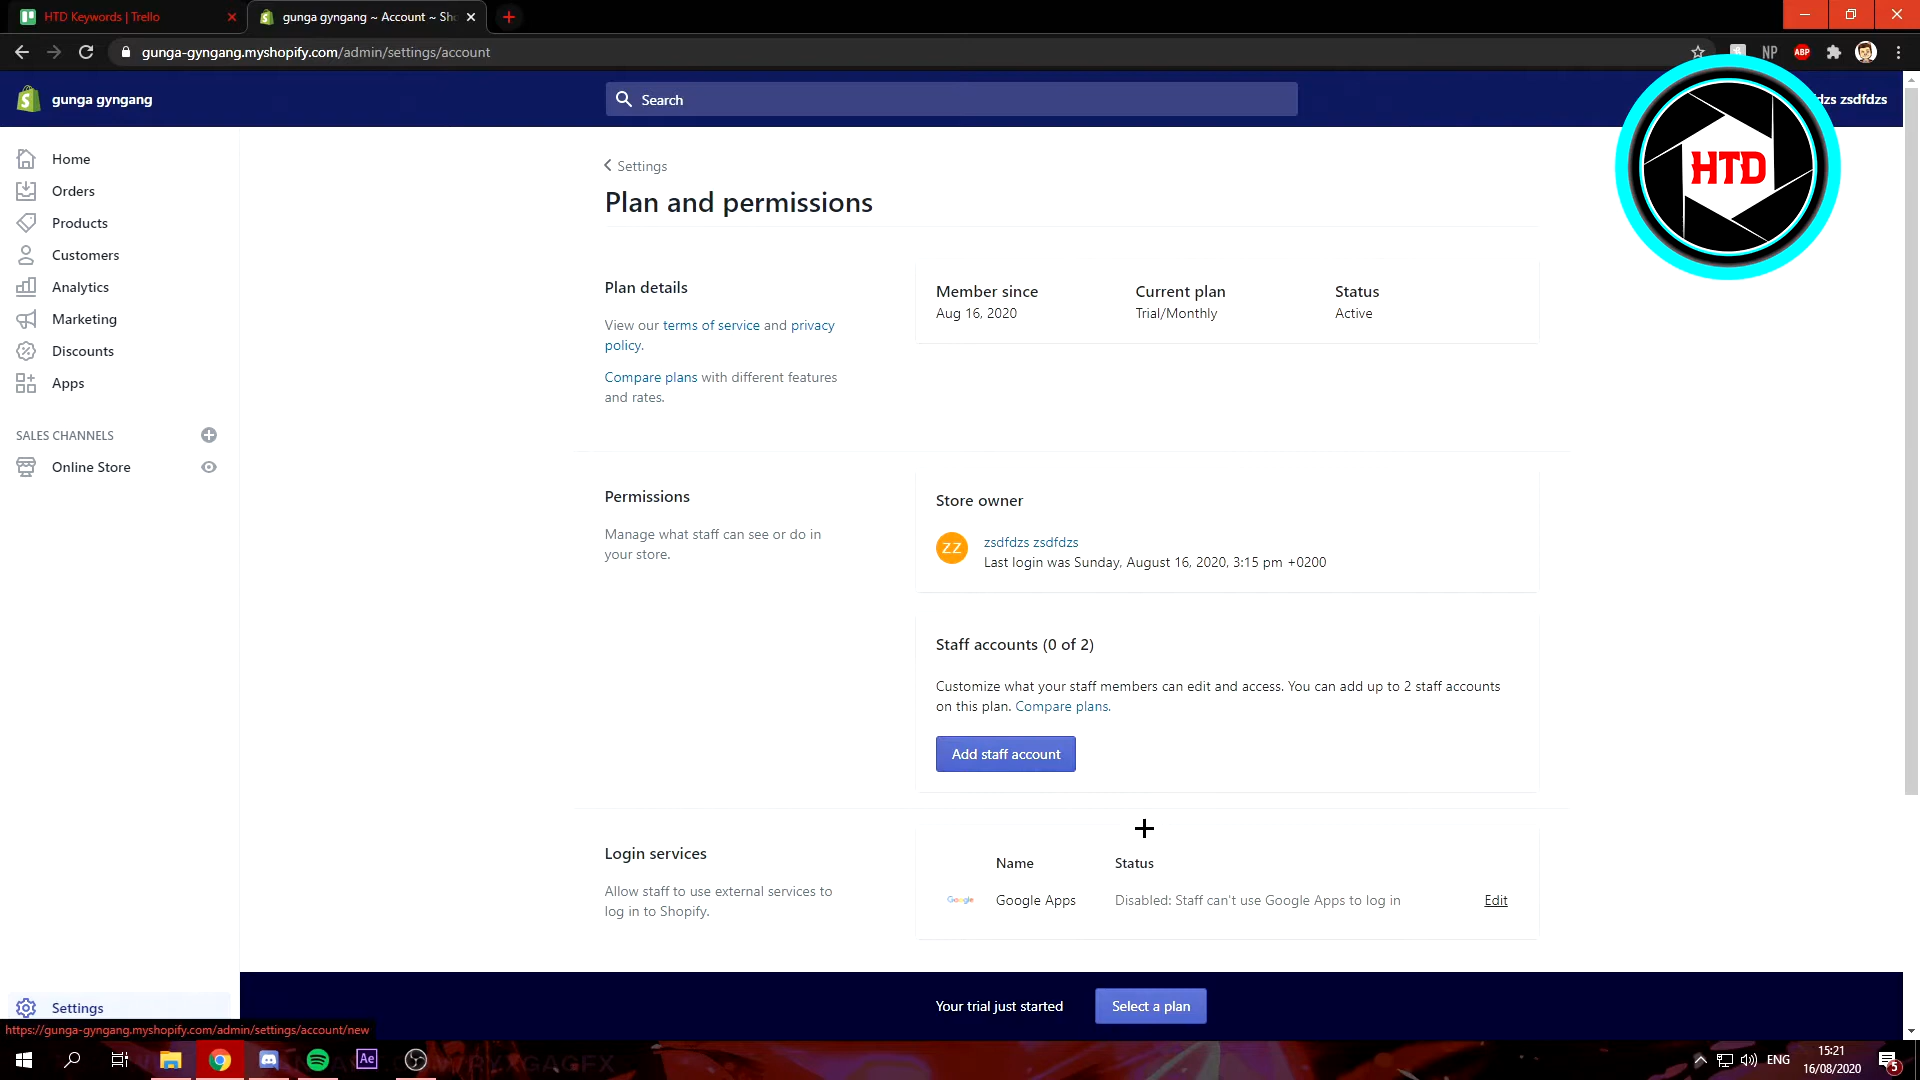 HTD Keywords | Trello
gunga gyngang ~ Account ~ Sho
gunga-gyngang.myshopify.com/admin/settings/account
NP
ABP
gunga gyngang
Search
dzs zsdfdzs
HTD
Home
Orders
Products
Customers
Analytics
Marketing
Discounts
Apps
SALES CHANNELS
Online Store
Settings
Plan and permissions
Plan details
View our terms of service and privacy
policy.
Compare plans with different features
and rates.
Member since
Aug 16, 2020
Current plan
Trial/Monthly
Status
Active
Permissions
Manage what staff can see or do in
your store.
Store owner
ZZ
zsdfdzs zsdfdzs
Last login was Sunday, August 16, 2020, 3:15 pm +0200
Staff accounts (0 of 2)
Customize what your staff members can edit and access. You can add up to 2 staff accounts
on this plan. Compare plans.
Add staff account
Login services
Allow staff to use external services to
log in to Shopify.
Name
Status
Google
Google Apps
Disabled: Staff can't use Google Apps to log in
Edit
Settings
Your trial just started
Select a plan
https://gunga-gyngang.myshopify.com/admin/settings/account/new
Ae
ENG
15:21
16/08/2020
5